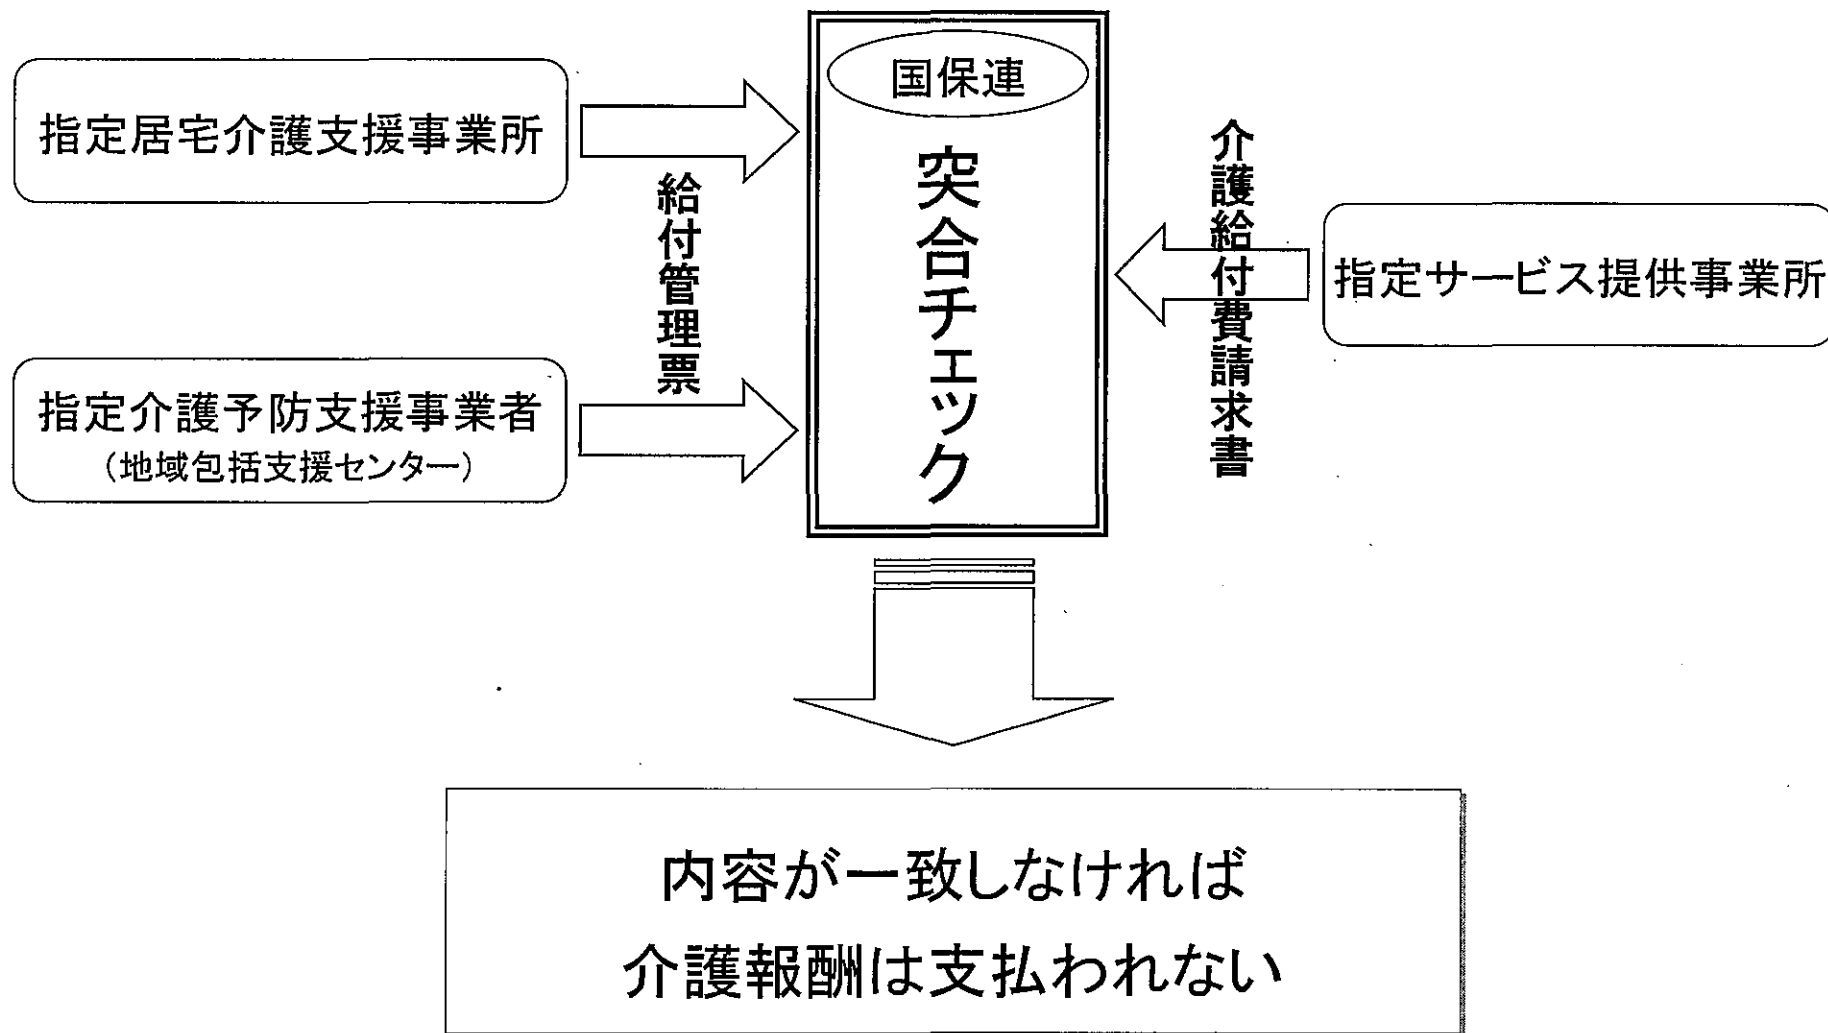 国保連
突合チェック
指定居宅介護支援事業所
給付管理票
指定介護予防支援事業者
(地域包括支援センター)
介護給付費請求書
指定サービス提供事業所
内容が一致しなければ
介護報酬は支払われない